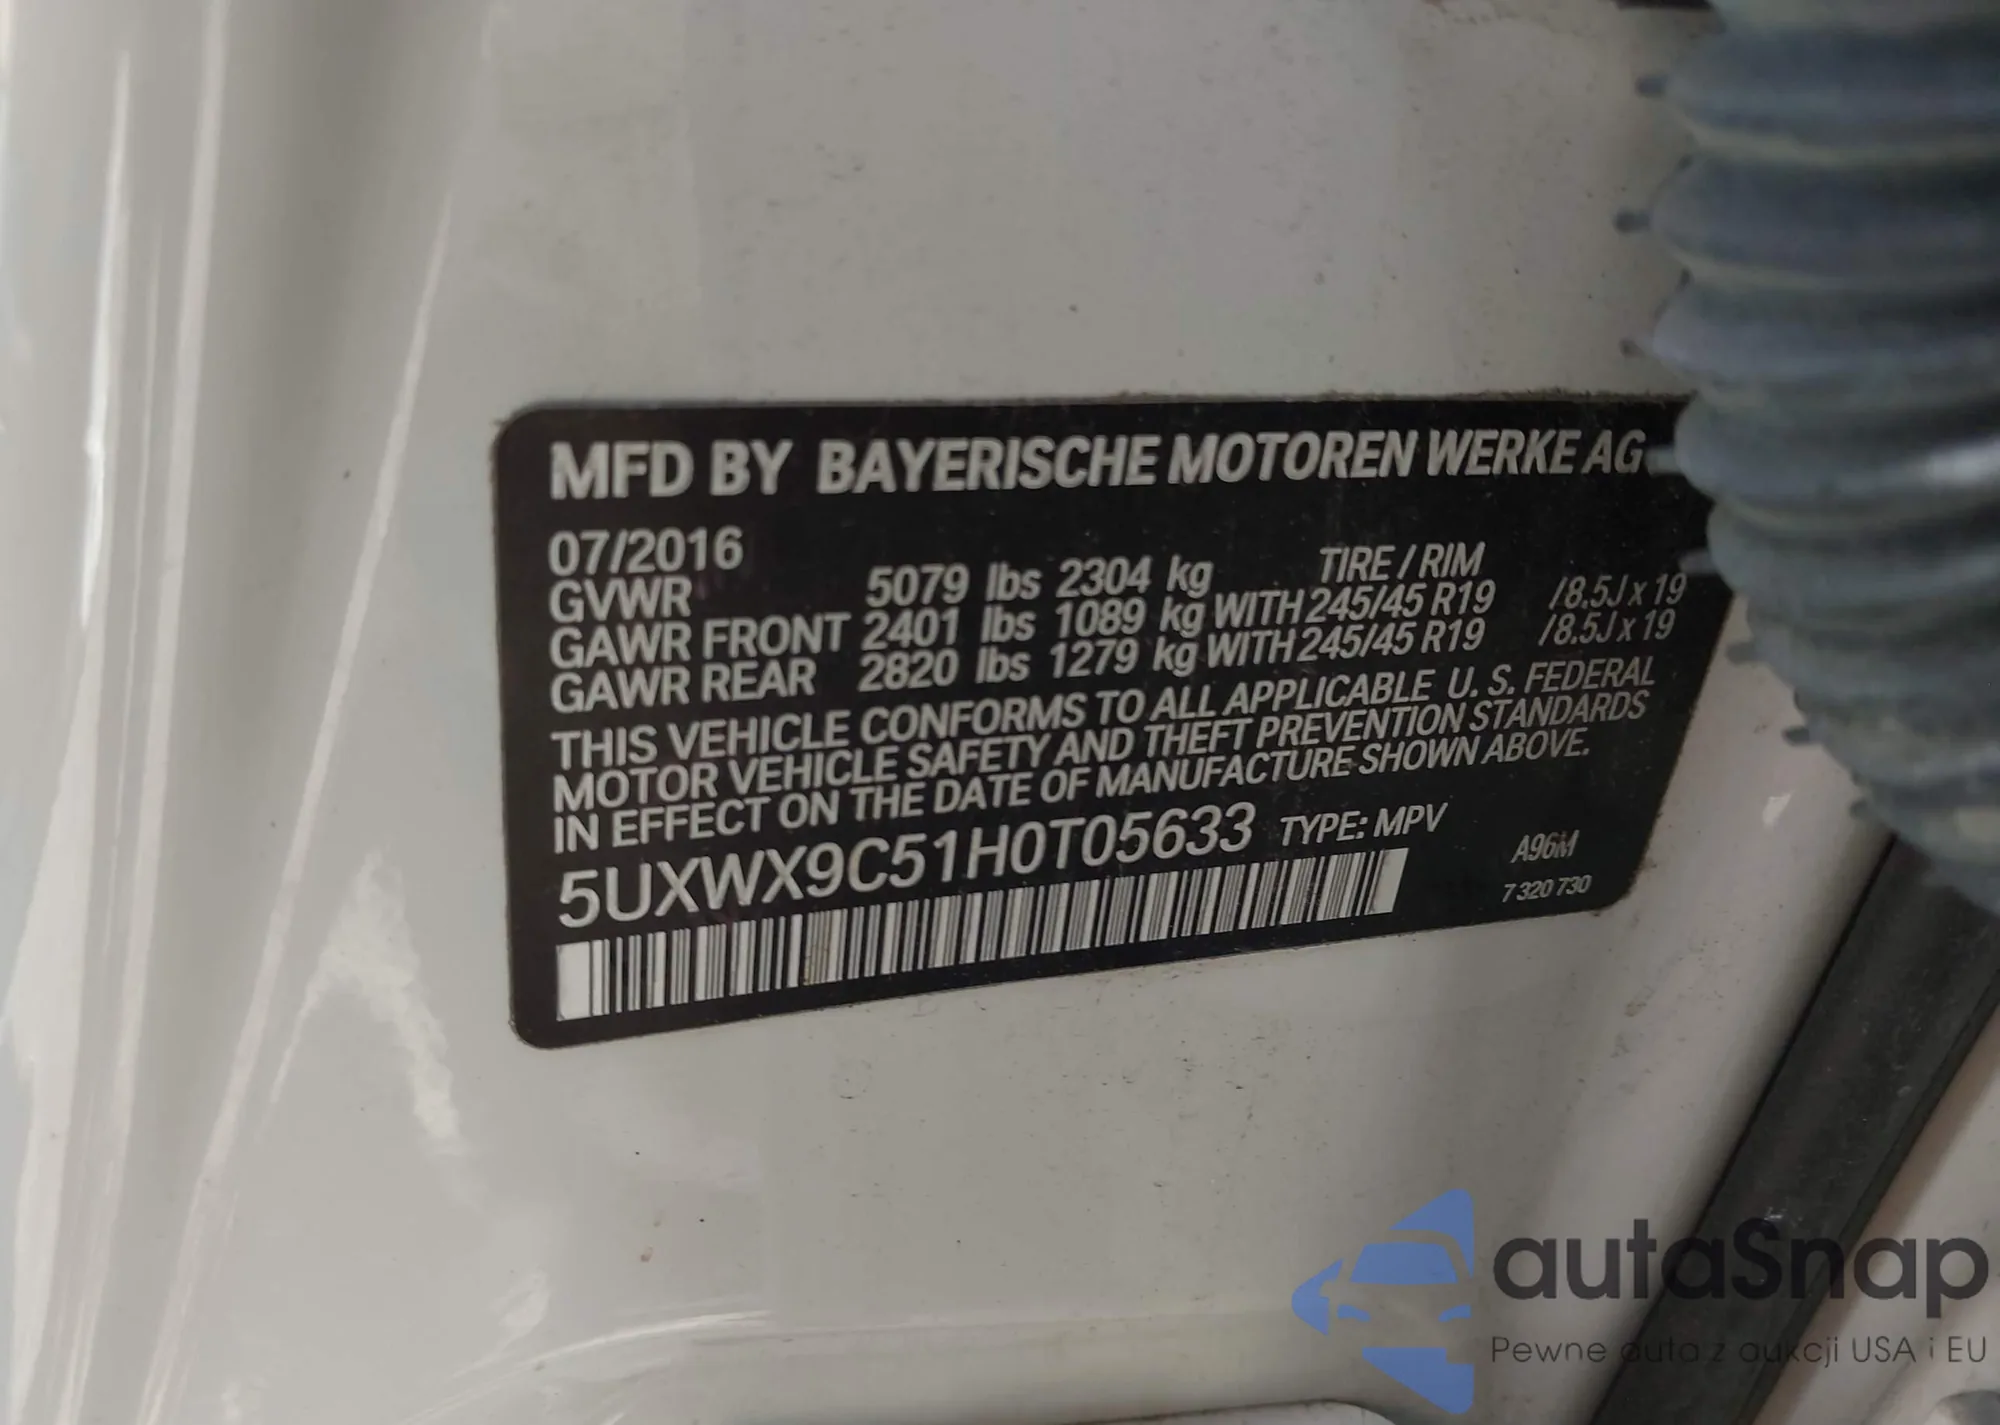 MFD BY BAYERISCHE MOTOREN WERKE AG
07/2016 TIRE / RIM
GVWR 5079 lbs 2304 kg
GAWR FRONT 2401 lbs 1089 kg WITH 245/45 R19 /8.5J x 19
GAWR REAR 2820 lbs 1279 kg WITH 245/45 R19 /8.5J x 19
THIS VEHICLE CONFORMS TO ALL APPLICABLE U. S. FEDERAL
MOTOR VEHICLE SAFETY AND THEFT PREVENTION STANDARDS
IN EFFECT ON THE DATE OF MANUFACTURE SHOWN ABOVE.
5UXWX9C51H0T05633 TYPE: MPV
A96M
7 320 730
autaSnap
Pewne auta z aukcji USA i EU